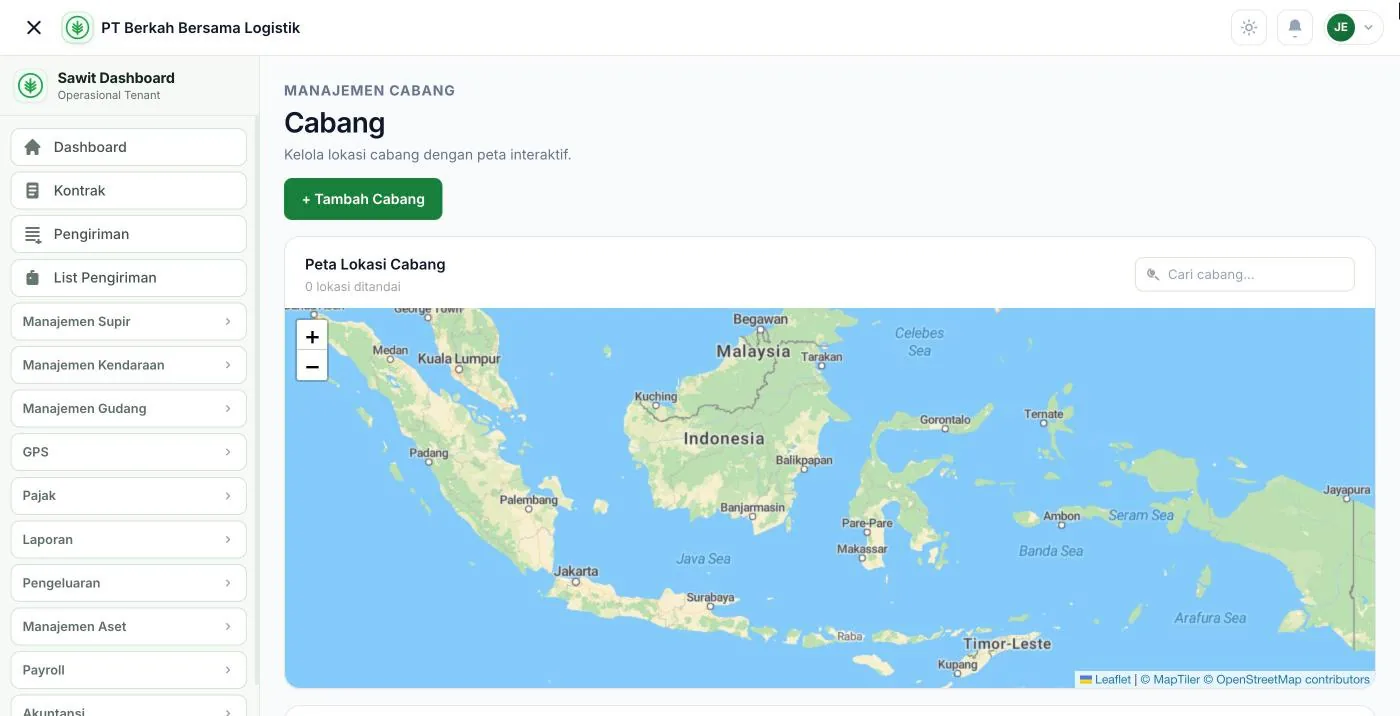 PT Berkah Bersama Logistik
JE
Sawit Dashboard
Operasional Tenant
Dashboard
Kontrak
Pengiriman
List Pengiriman
Manajemen Supir
Manajemen Kendaraan
Manajemen Gudang
GPS
Pajak
Laporan
Pengeluaran
Manajemen Aset
Payroll
Akuntansi
MANAJEMEN CABANG
Cabang
Kelola lokasi cabang dengan peta interaktif.
+ Tambah Cabang
Peta Lokasi Cabang
0 lokasi ditandai
Cari cabang...
+
−
George Town
Begawan
Celebes
Sea
Medan
Kuala Lumpur
Malaysia
Tarakan
Kuching
Gorontalo
Ternate
Indonesia
Padang
Balikpapan
Palembang
Banjarmasin
Jayapura
Pare-Pare
Ambon
Seram Sea
Makassar
Java Sea
Banda Sea
Jakarta
Surabaya
Arafura Sea
Raba
Timor-Leste
Kupang
Leaflet | © MapTiler © OpenStreetMap contributors